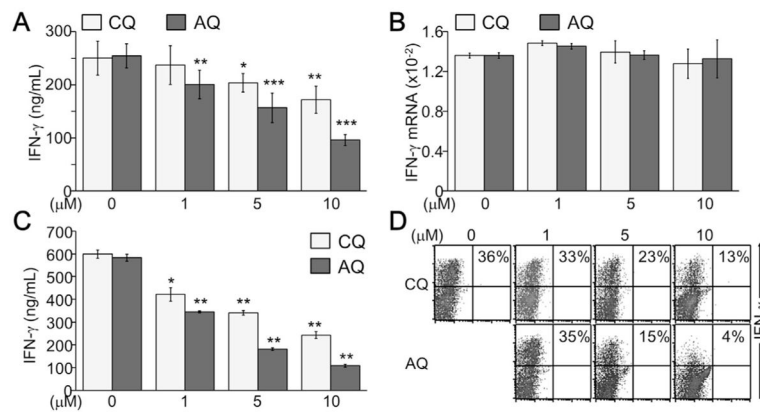 A
CQ AQ
300
250
200
100
0
IFN-γ (ng/mL)
** * *** ** ***
(μM) 0 1 5 10
B
CQ AQ
1.6
1.2
0.8
0.4
0
IFN-γ mRNA (x10-2)
(μM) 0 1 5 10
C
CQ
AQ
700
600
500
400
300
200
100
0
IFN-γ (ng/mL)
* ** ** ** ** **
(μM) 0 1 5 10
D
(μM) 0 1 5 10
CQ 36% 33% 23% 13%
AQ 35% 15% 4%